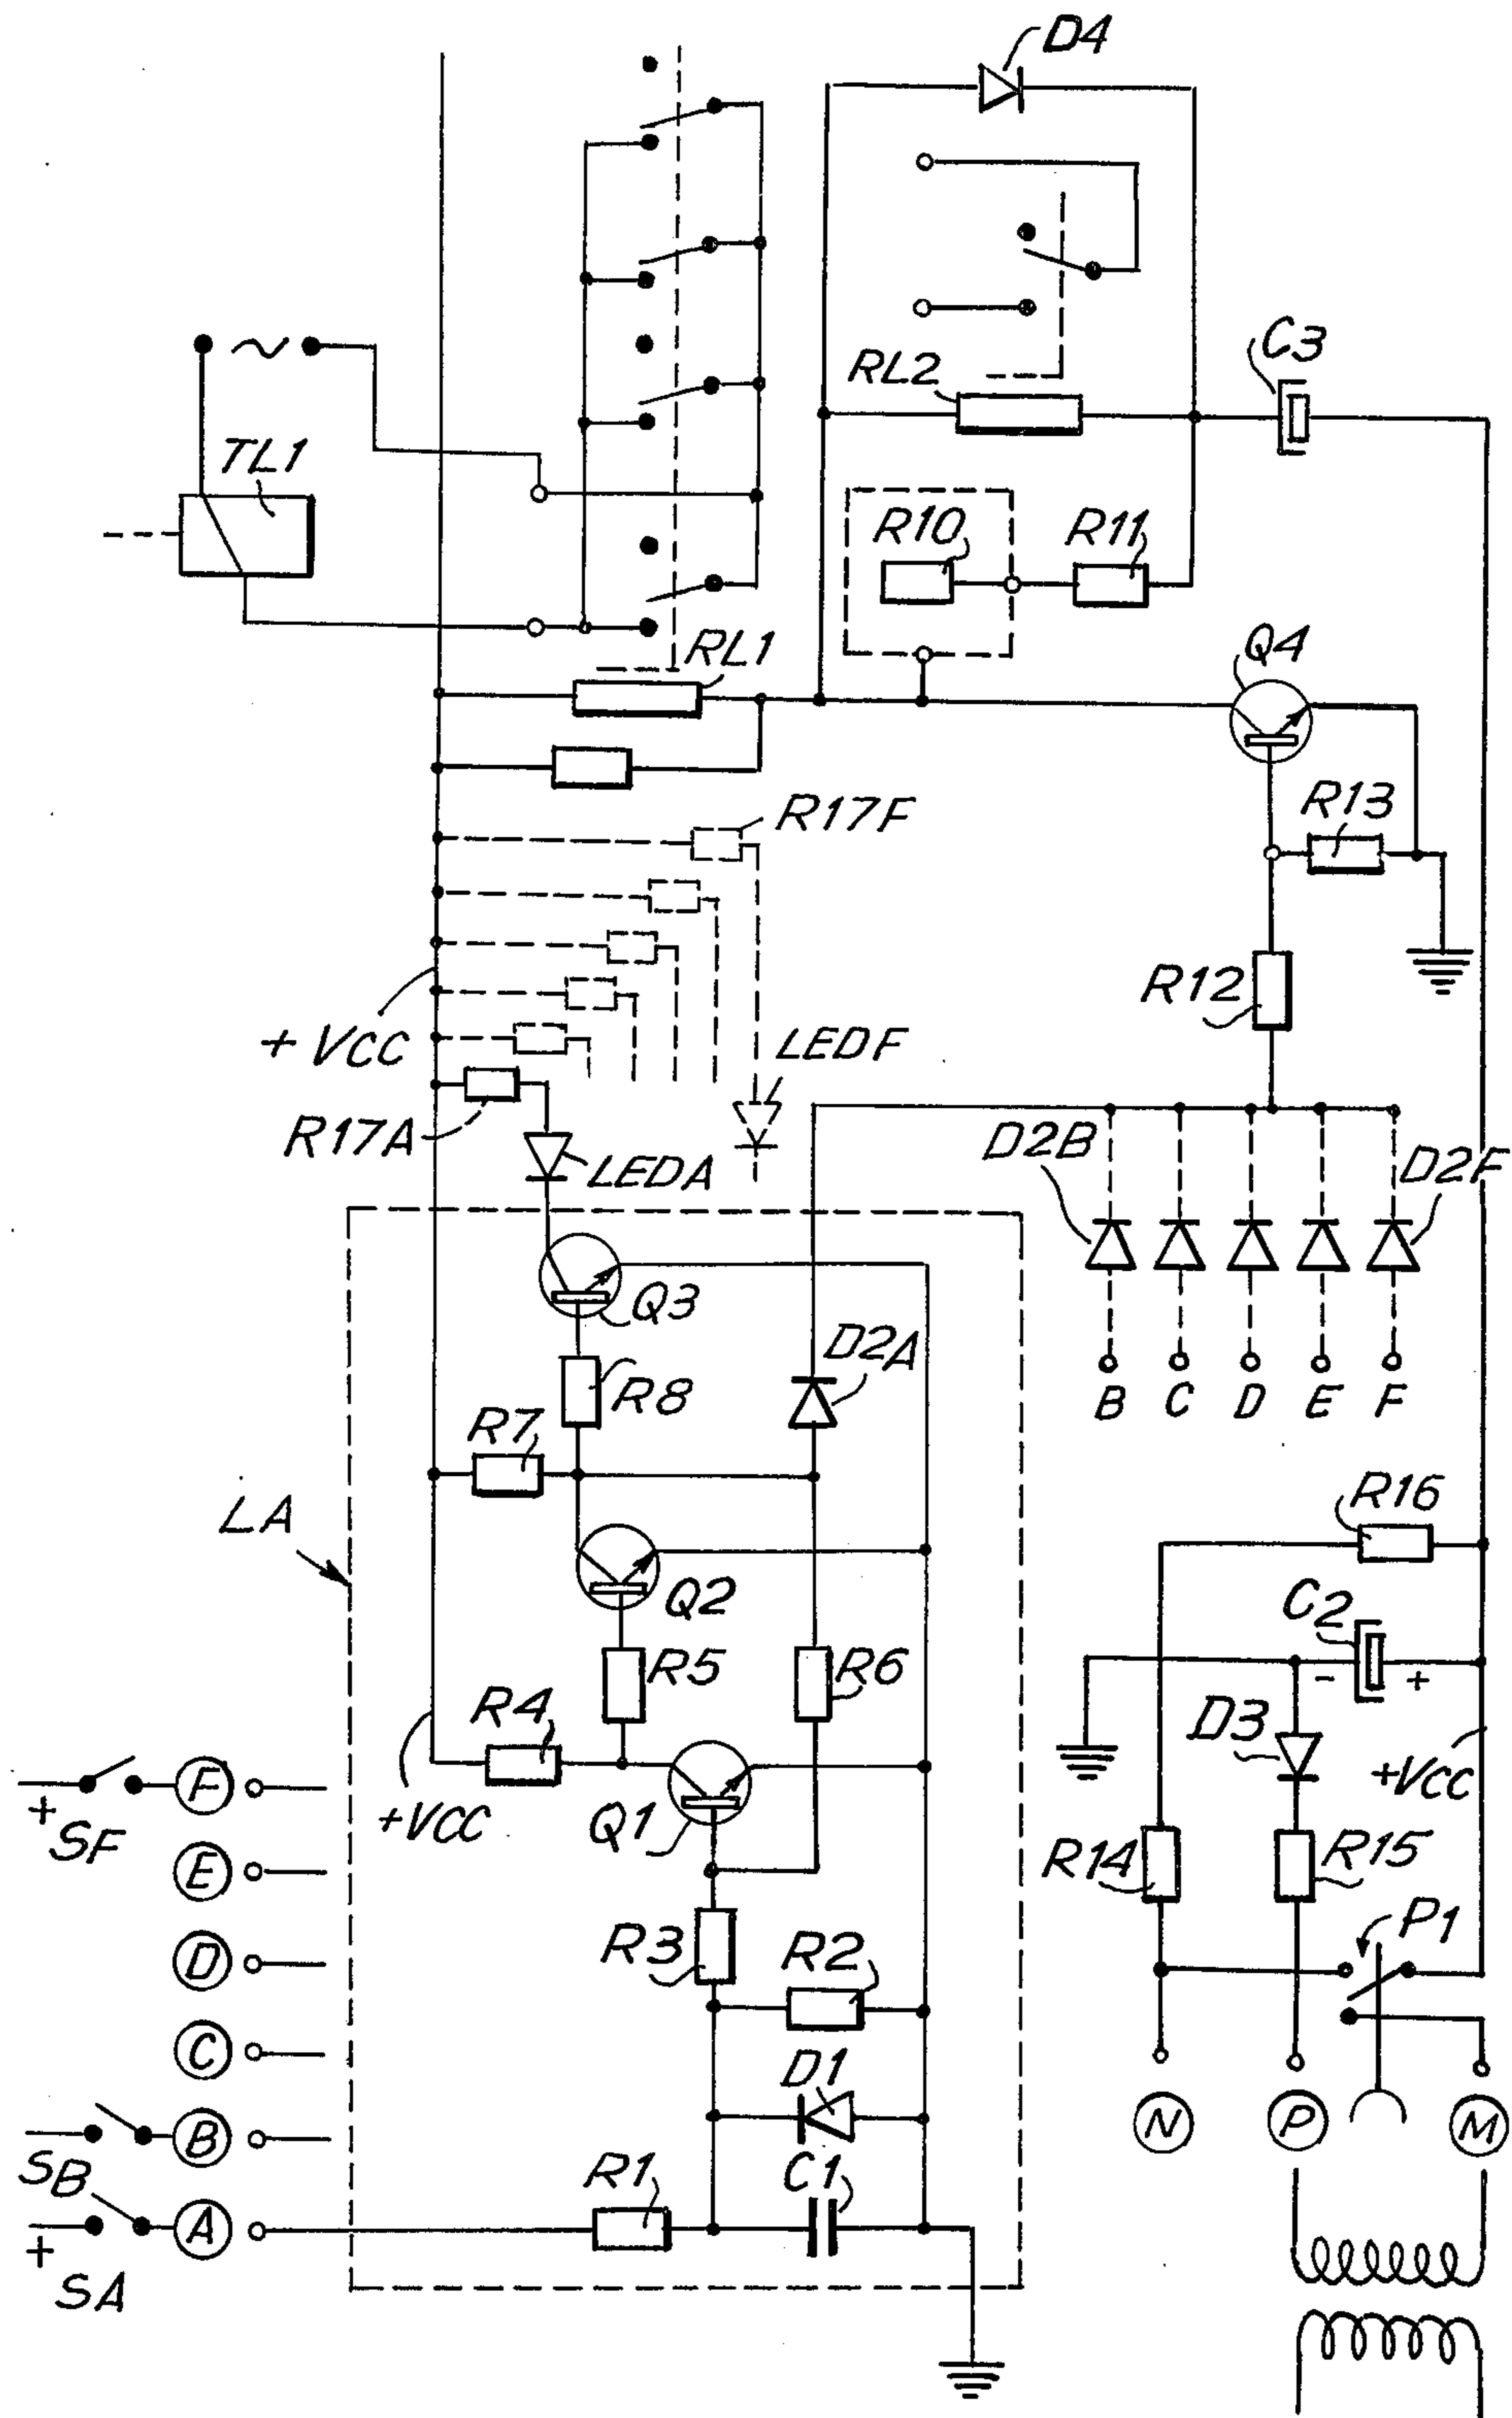 D4
C3
RL2
TL1
R10
R11
RL1
Q4
R17F
R13
R12
+VCC
LEDF
R17A
LEDA
D2B
D2F
Q3
D2A
R8
B C D E F
R7
R16
LA
Q2
C2
R5
R6
- +
R4
D3
F
+VCC
+VCC
+
SF
Q1
E
R14
R15
R3
P1
D
R2
C
D1
N
P
M
B
SB
R1
C1
A
+
SA